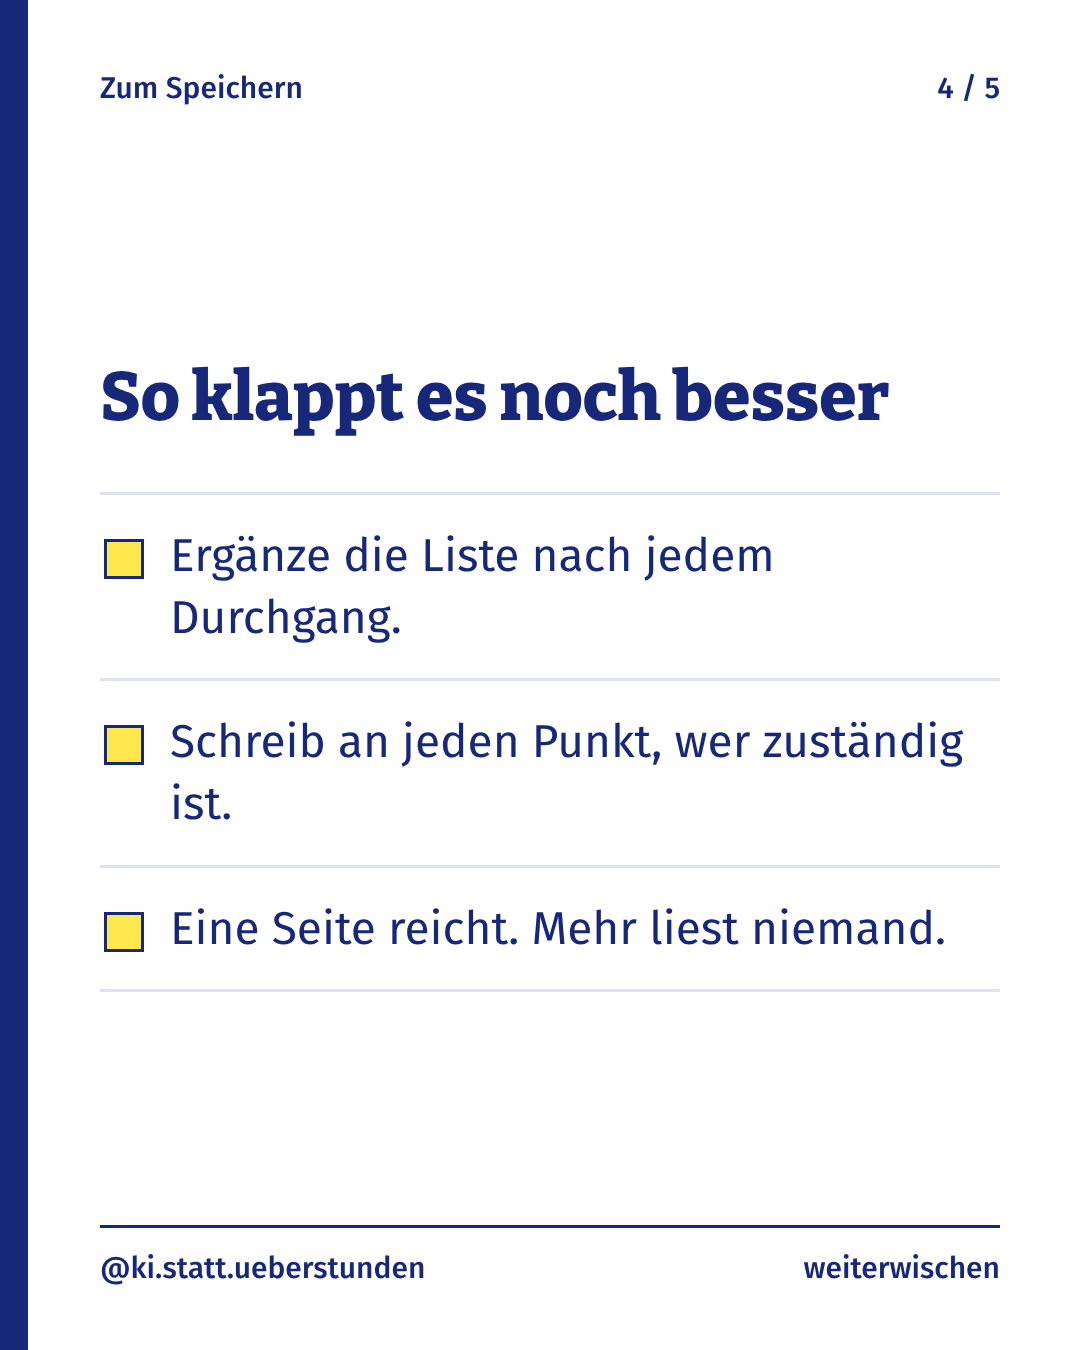 Zum Speichern
4 / 5
So klappt es noch besser
Ergänze die Liste nach jedem
Durchgang.
Schreib an jeden Punkt, wer zuständig
ist.
Eine Seite reicht. Mehr liest niemand.
@ki.statt.ueberstunden
weiterwischen